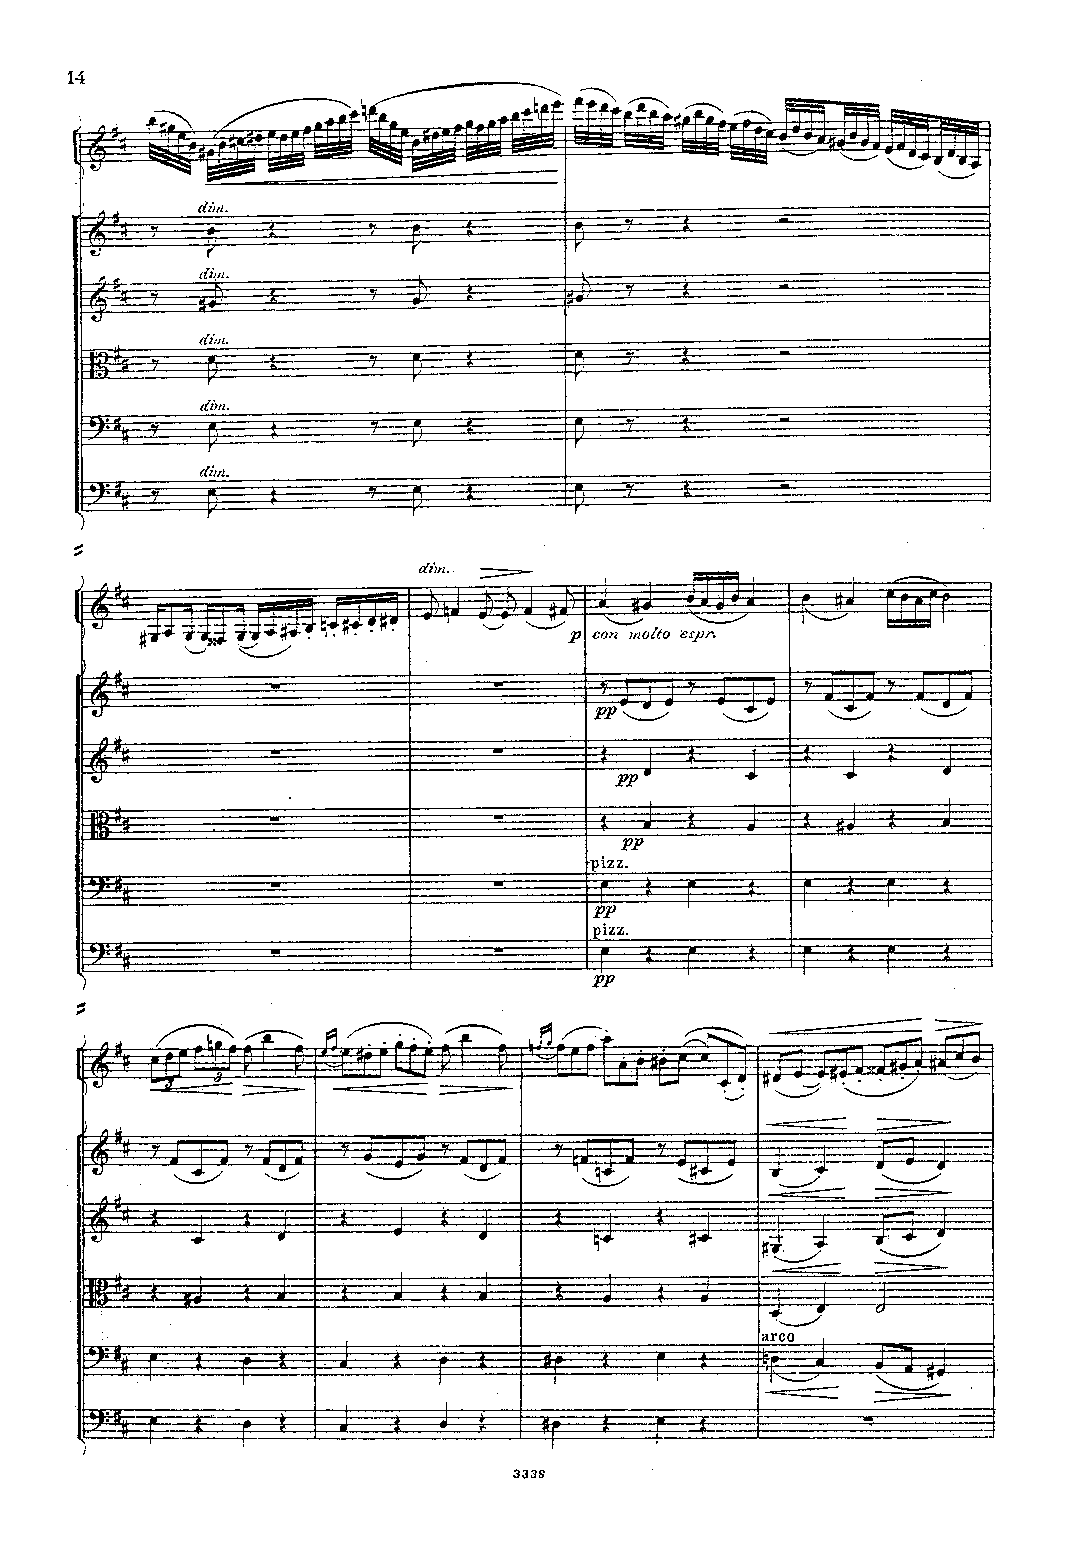 14
dim.
dim.
dim.
dim.
dim.
dim.
p con molto espr.
pp
pp
pp
pizz.
pp
pizz.
pp
3
3
arco
3338